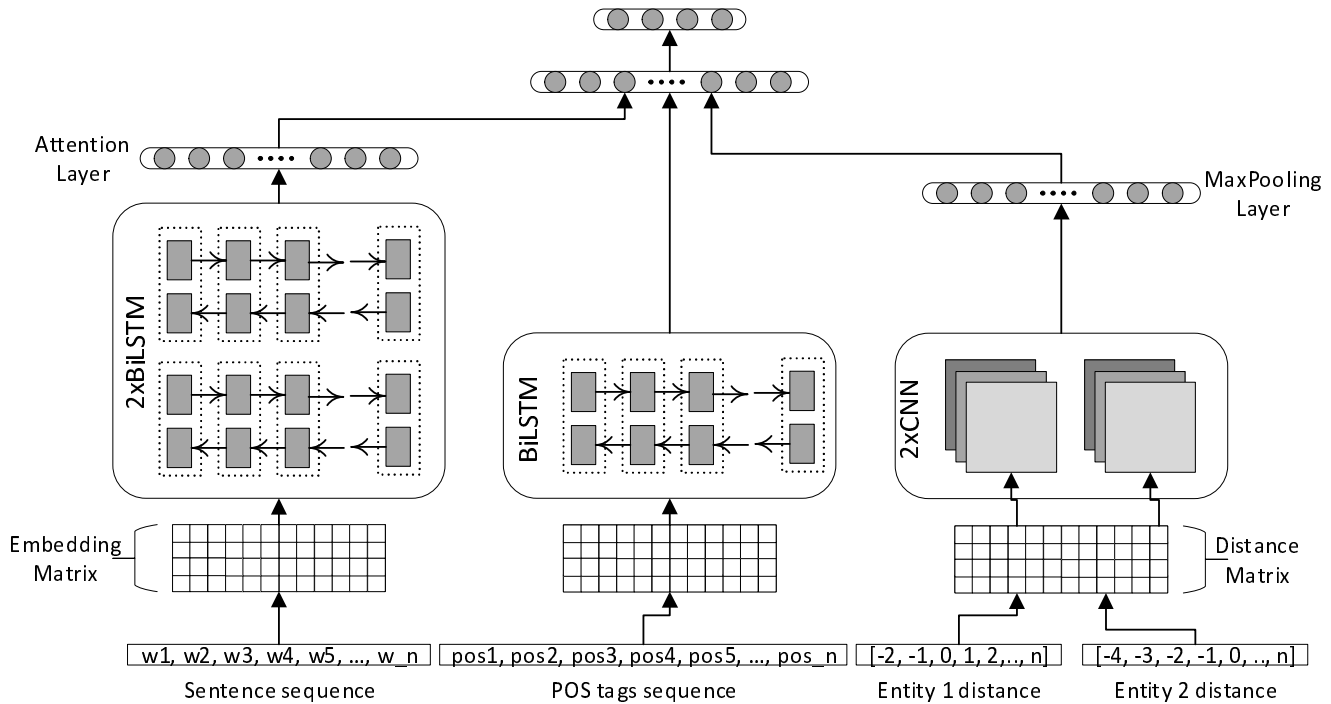 Attention
Layer
MaxPooling
Layer
2xBiLSTM
BiLSTM
2xCNN
Embedding
Matrix
Distance
Matrix
w1, w2, w3, w4, w5, ..., w_n
pos1, pos2, pos3, pos4, pos5, ..., pos_n
[-2, -1, 0, 1, 2,.., n]
[-4, -3, -2, -1, 0, .., n]
Sentence sequence
POS tags sequence
Entity 1 distance
Entity 2 distance